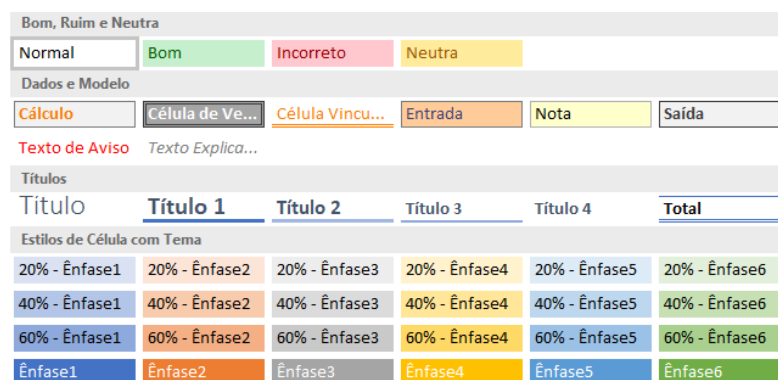 Bom, Ruim e Neutra
Normal Bom Incorreto Neutra
Dados e Modelo
Cálculo Célula de Ve... Célula Vincu... Entrada Nota Saída
Texto de Aviso Texto Explica...
Títulos
Título Título 1 Título 2 Título 3 Título 4 Total
Estilos de Célula com Tema
20% - Ênfase1 20% - Ênfase2 20% - Ênfase3 20% - Ênfase4 20% - Ênfase5 20% - Ênfase6
40% - Ênfase1 40% - Ênfase2 40% - Ênfase3 40% - Ênfase4 40% - Ênfase5 40% - Ênfase6
60% - Ênfase1 60% - Ênfase2 60% - Ênfase3 60% - Ênfase4 60% - Ênfase5 60% - Ênfase6
Ênfase1 Ênfase2 Ênfase3 Ênfase4 Ênfase5 Ênfase6